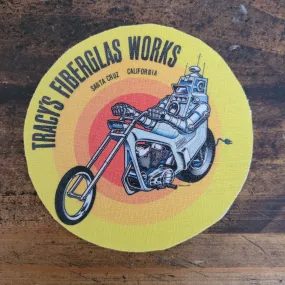 TRACY'S FIBERGLAS WORKS
SANTA CRUZ CALIFORNIA